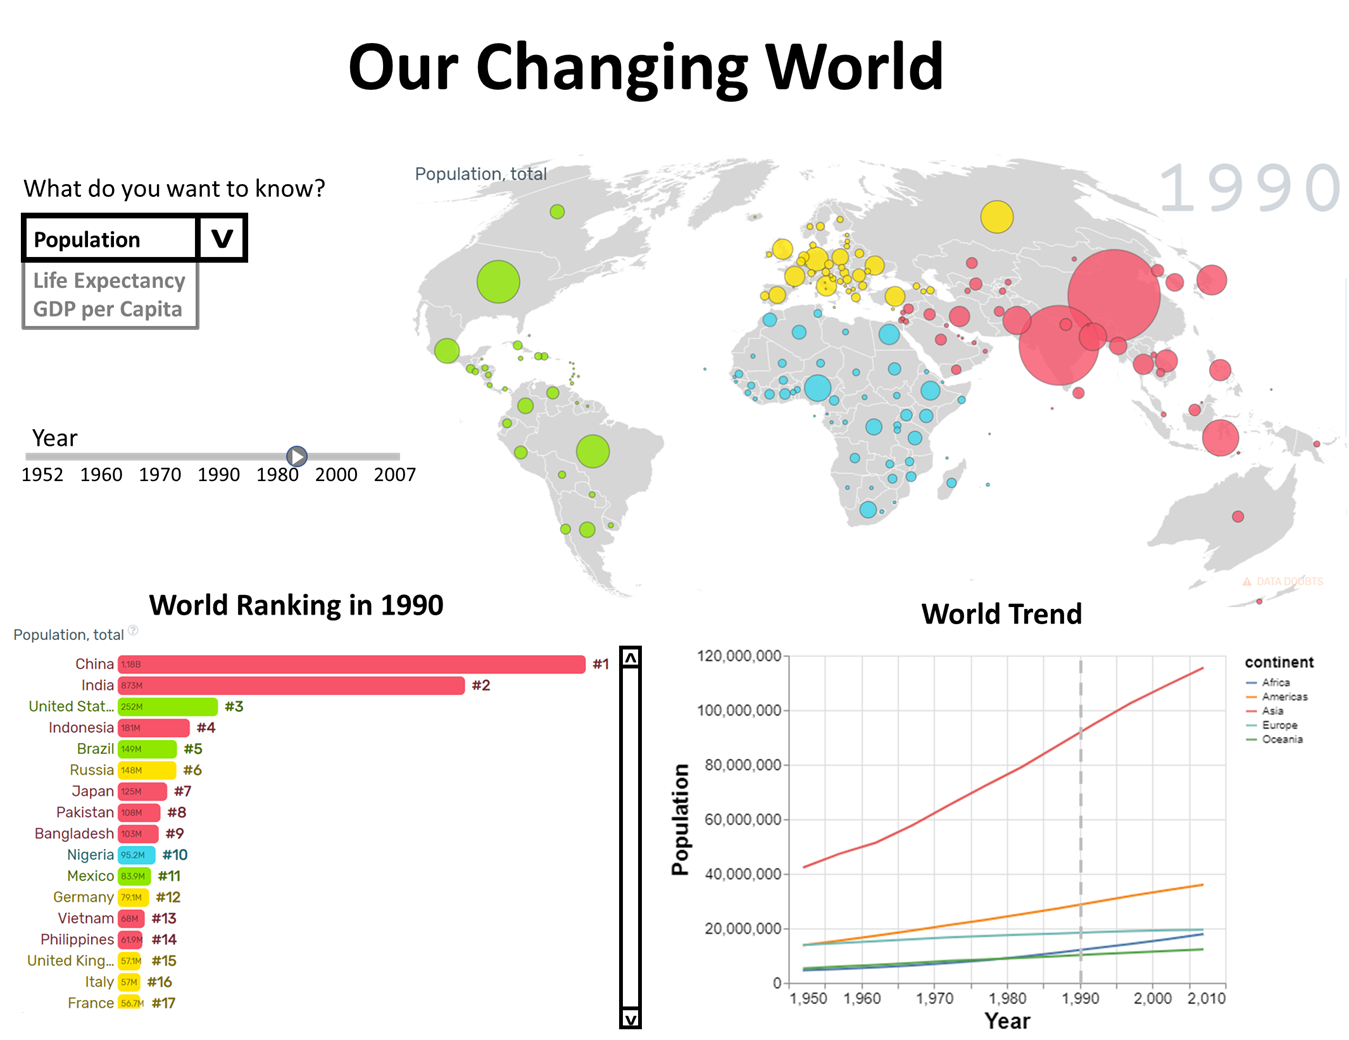 Our Changing World
What do you want to know?
Population V
Life Expectancy
GDP per Capita
Year
1952 1960 1970 1990 1980 2000 2007
Population, total
1990
DATA DOUBTS
World Ranking in 1990
Population, total ?
China 1.18B #1
India 873M #2
United Stat... 252M #3
Indonesia 181M #4
Brazil 149M #5
Russia 148M #6
Japan 125M #7
Pakistan 108M #8
Bangladesh 103M #9
Nigeria 95.2M #10
Mexico 83.9M #11
Germany 79.1M #12
Vietnam 68M #13
Philippines 61.9M #14
United King... 57.1M #15
Italy 57M #16
France 56.7M #17
World Trend
120,000,000
100,000,000
80,000,000
60,000,000
40,000,000
20,000,000
0
Population
1,950 1,960 1,970 1,980 1,990 2,000 2,010
Year
continent
Africa
Americas
Asia
Europe
Oceania